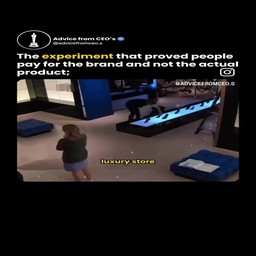 Advice from CEO's
@advicefromceo.s
The experiment that proved people
pay for the brand and not the actual
product;
@ADVICEFROMCEO.S
luxury store